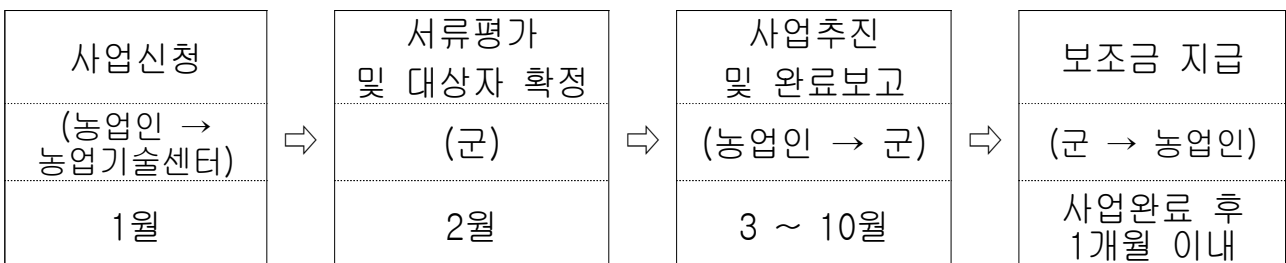 사업신청
(농업인 →
농업기술센터)
1월
⇨
서류평가
및 대상자 확정
(군)
2월
⇨
사업추진
및 완료보고
(농업인 → 군)
3 ~ 10월
⇨
보조금 지급
(군 → 농업인)
사업완료 후
1개월 이내